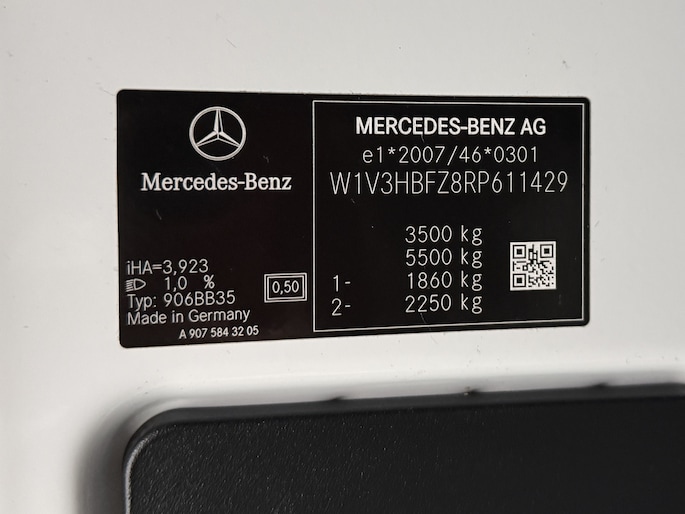 Mercedes-Benz
iHA=3,923
1,0 %
Typ: 906BB35
Made in Germany
A 907 584 32 05
0,50
MERCEDES-BENZ AG
e1*2007/46*0301
W1V3HBFZ8RP611429
3500 kg
5500 kg
1- 1860 kg
2- 2250 kg